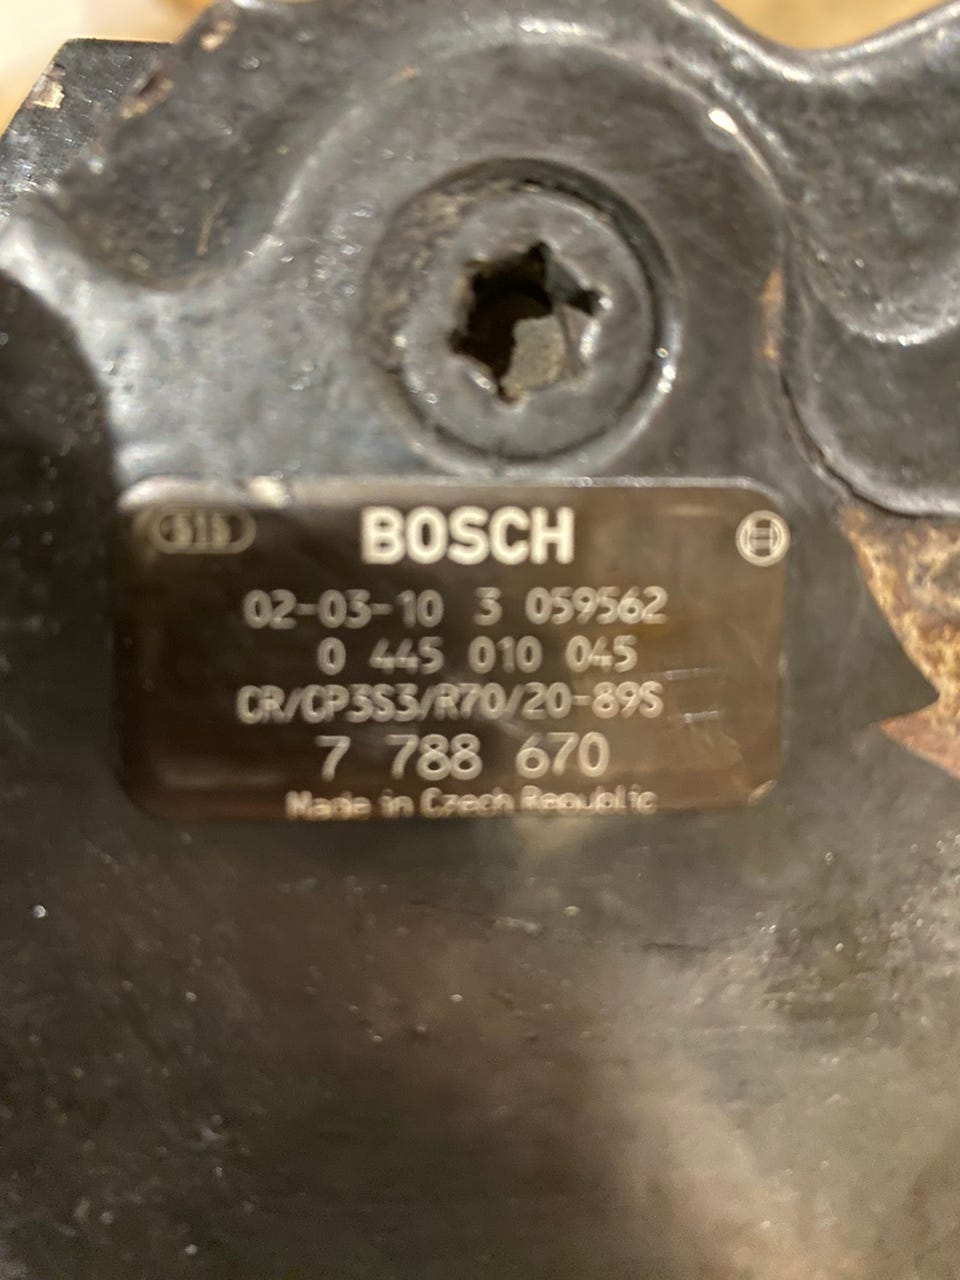 BOSCH
02-03-10 3 059562
0 445 010 045
CR/CP3S3/R70/20-89S
7 788 670
Made in Czech Republic